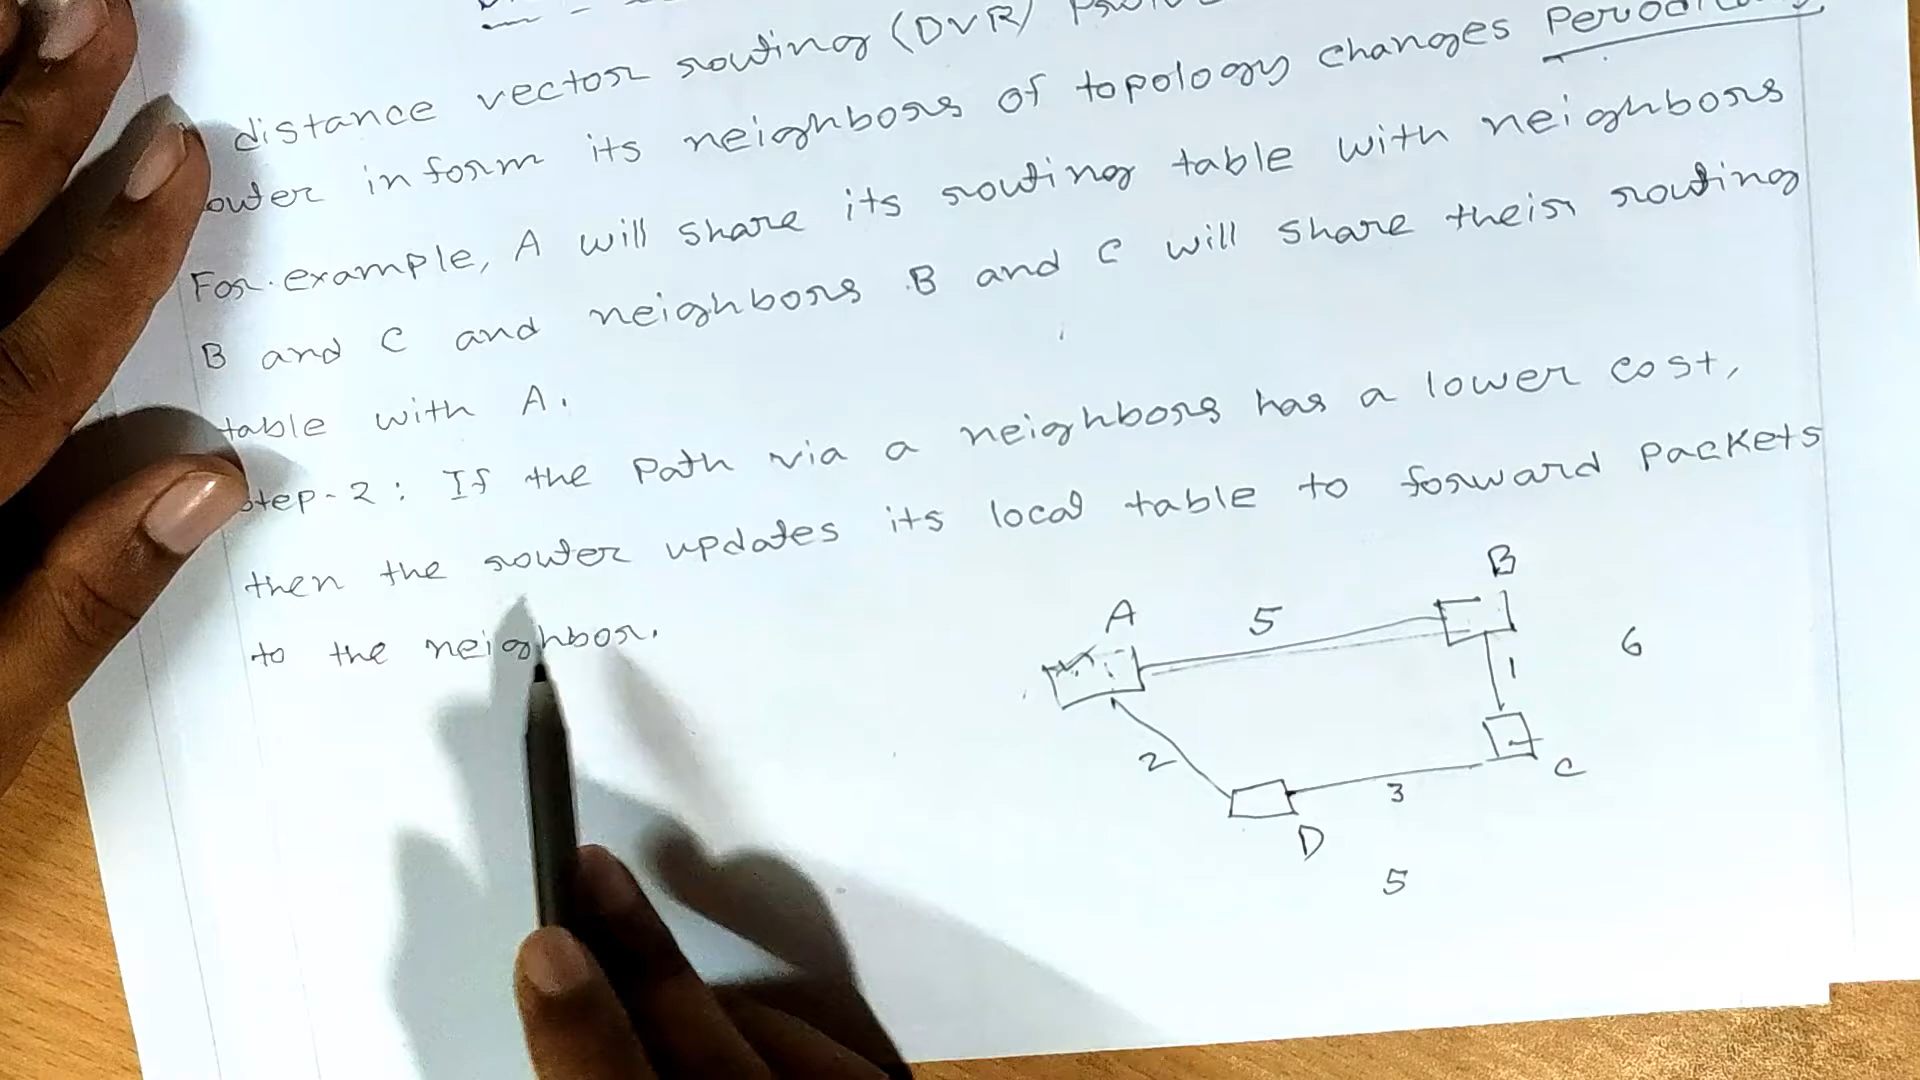 distance vector routing (DVR)
outer inform its neighbors of topology changes
For example, A will share its routing table with neighbors
B and C and neighbors B and C will share their routing
table with A.
step-2: If the path via a neighbors has a lower cost,
then the router updates its local table to forward packets
to the neighbor.
B
A
5
6
1
2
C
3
D
5